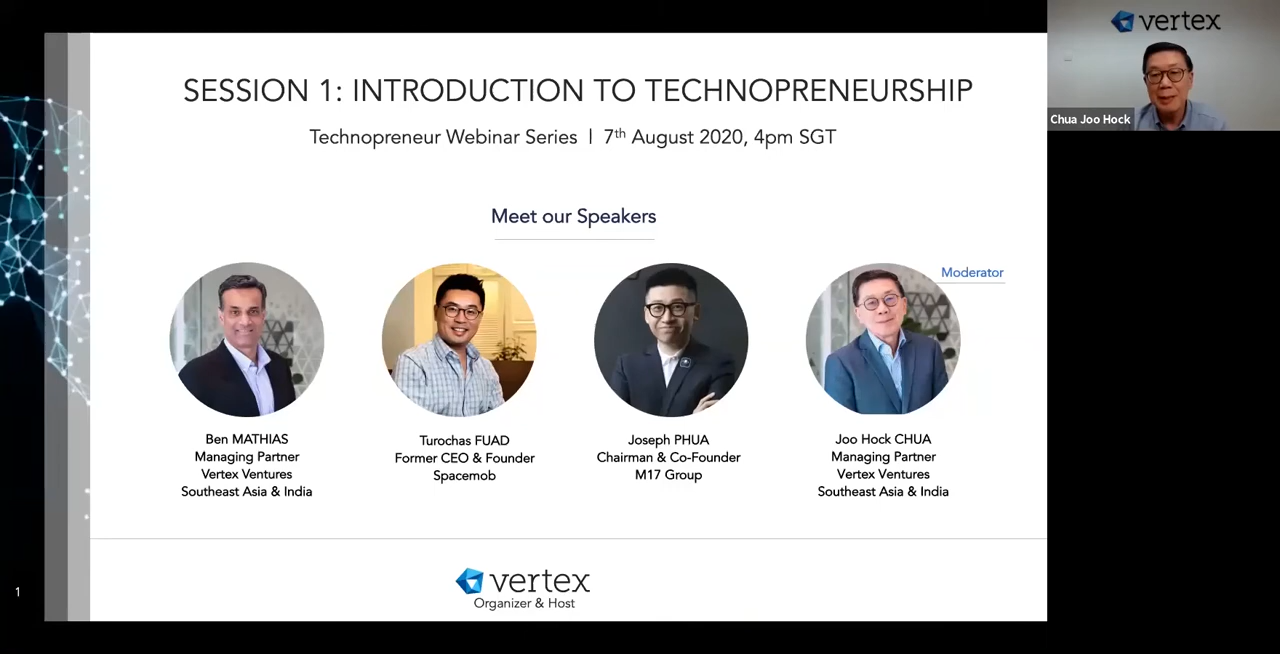 SESSION 1: INTRODUCTION TO TECHNOPRENEURSHIP
Technopreneur Webinar Series | 7th August 2020, 4pm SGT
Meet our Speakers
Moderator
Ben MATHIAS
Managing Partner
Vertex Ventures
Southeast Asia & India
Turochas FUAD
Former CEO & Founder
Spacemob
Joseph PHUA
Chairman & Co-Founder
M17 Group
Joo Hock CHUA
Managing Partner
Vertex Ventures
Southeast Asia & India
vertex
Organizer & Host
1
vertex
Chua Joo Hock